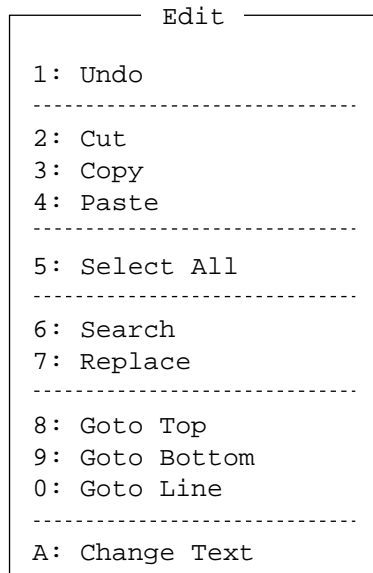 Edit
1: Undo
2: Cut
3: Copy
4: Paste
5: Select All
6: Search
7: Replace
8: Goto Top
9: Goto Bottom
0: Goto Line
A: Change Text